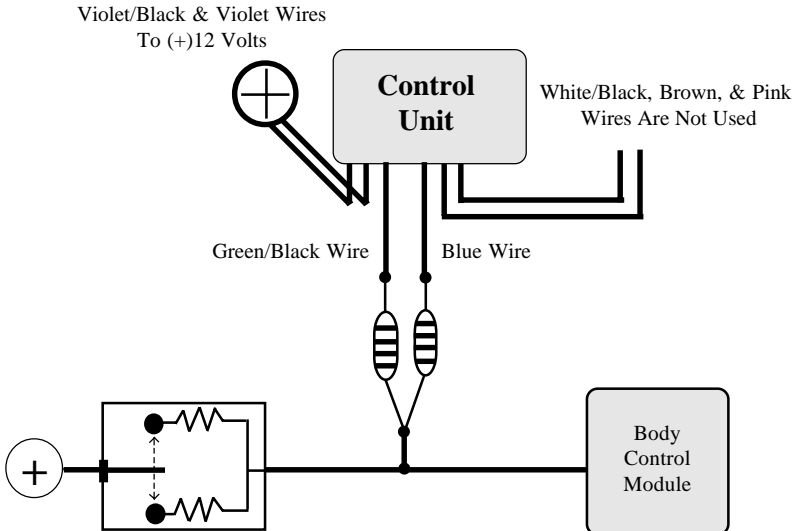 Violet/Black & Violet Wires
To (+)12 Volts
Control
Unit
White/Black, Brown, & Pink
Wires Are Not Used
Green/Black Wire
Blue Wire
+
Body
Control
Module